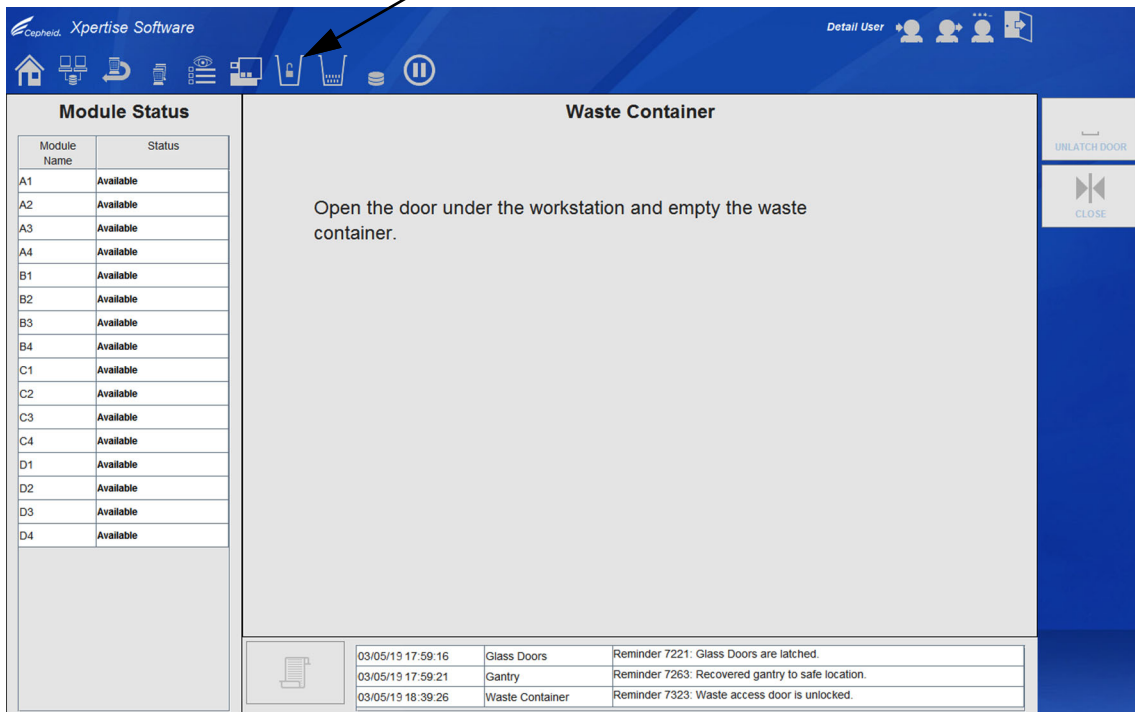 Cepheid. Xpertise Software
Detail User
Module Status
Module Name Status
A1 Available
A2 Available
A3 Available
A4 Available
B1 Available
B2 Available
B3 Available
B4 Available
C1 Available
C2 Available
C3 Available
C4 Available
D1 Available
D2 Available
D3 Available
D4 Available
Waste Container
Open the door under the workstation and empty the waste
container.
UNLATCH DOOR
CLOSE
03/05/19 17:59:16 Glass Doors Reminder 7221: Glass Doors are latched.
03/05/19 17:59:21 Gantry Reminder 7263: Recovered gantry to safe location.
03/05/19 18:39:26 Waste Container Reminder 7323: Waste access door is unlocked.